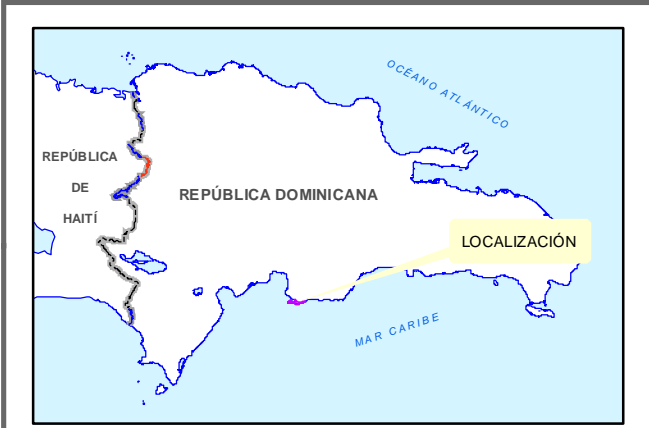 OCÉANO ATLÁNTICO
REPÚBLICA
DE
HAITÍ
REPÚBLICA DOMINICANA
LOCALIZACIÓN
MAR CARIBE